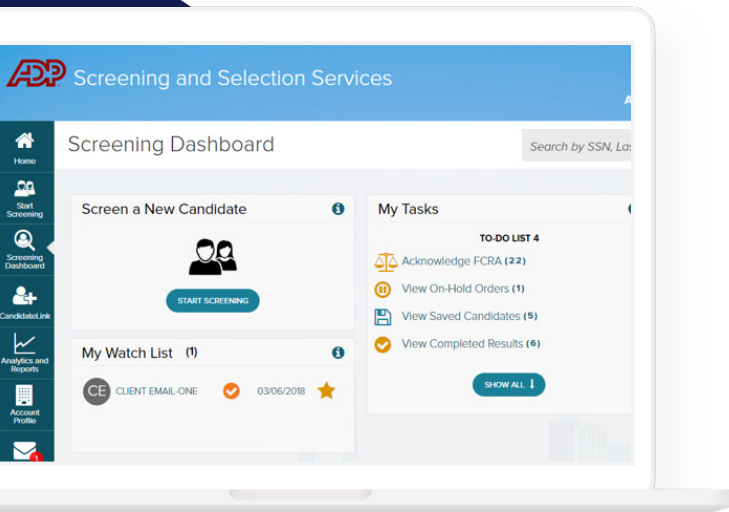 ADP Screening and Selection Services
A
Screening Dashboard
Search by SSN, Las
Home
Start
Screening
Screening
Dashboard
CandidateLink
Analytics and
Reports
Account
Profile
1
Screen a New Candidate
START SCREENING
My Watch List (1)
CE CLIENT EMAIL-ONE 03/06/2018
My Tasks
TO-DO LIST 4
Acknowledge FCRA (22)
View On-Hold Orders (1)
View Saved Candidates (5)
View Completed Results (6)
SHOW ALL